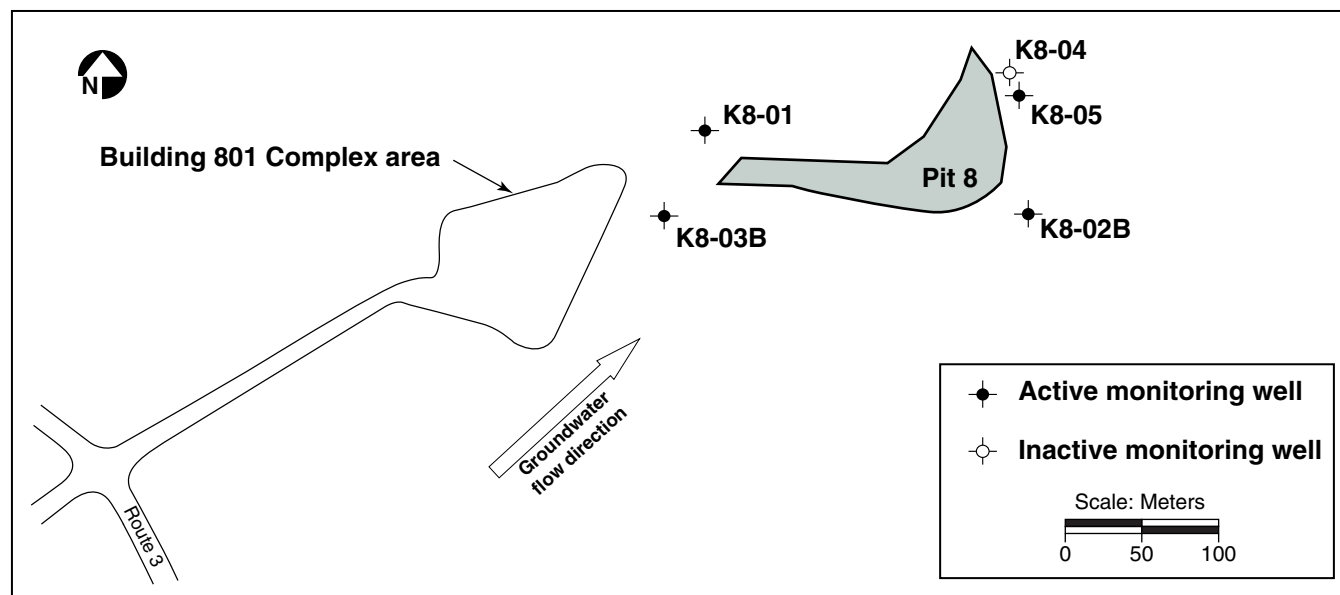 N
K8-04
K8-01
K8-05
Building 801 Complex area
Pit 8
K8-03B
K8-02B
Groundwater
flow direction
Route 3
Active monitoring well
Inactive monitoring well
Scale: Meters
0 50 100